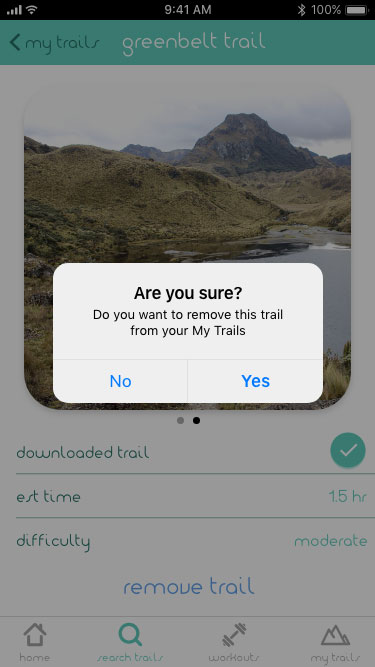 9:41 AM 100%
my trails greenbelt trail
Are you sure?
Do you want to remove this trail
from your My Trails
No Yes
downloaded trail
est time 1.5 hr
difficulty moderate
remove trail
home search trails workouts my trails